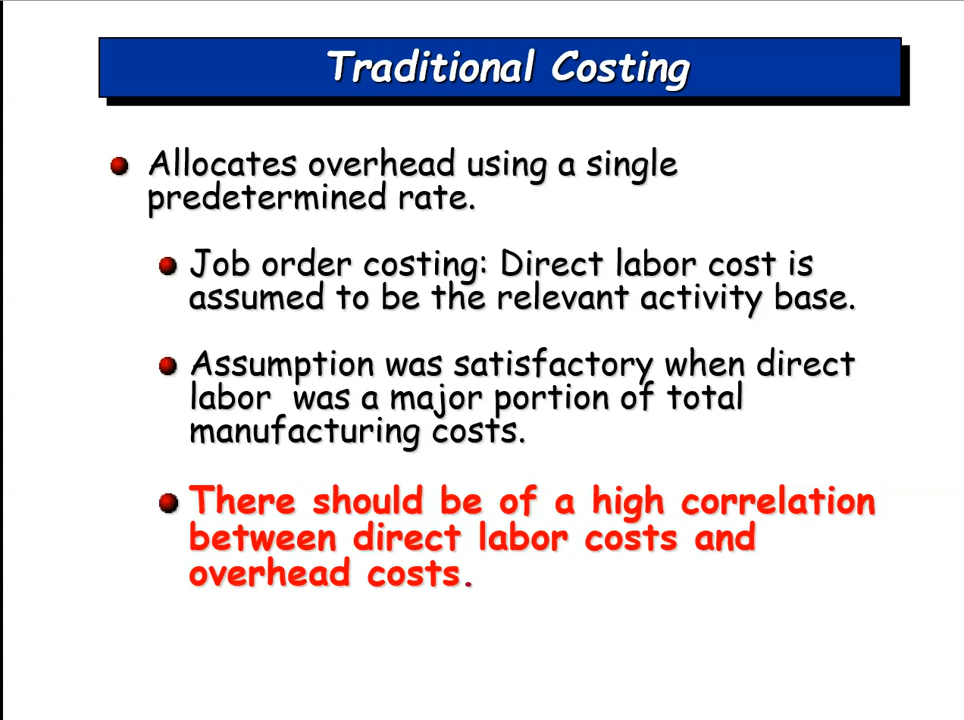 Traditional Costing
Allocates overhead using a single
predetermined rate.
Job order costing: Direct labor cost is
assumed to be the relevant activity base.
Assumption was satisfactory when direct
labor  was a major portion of total
manufacturing costs.
There should be of a high correlation
between direct labor costs and
overhead costs.